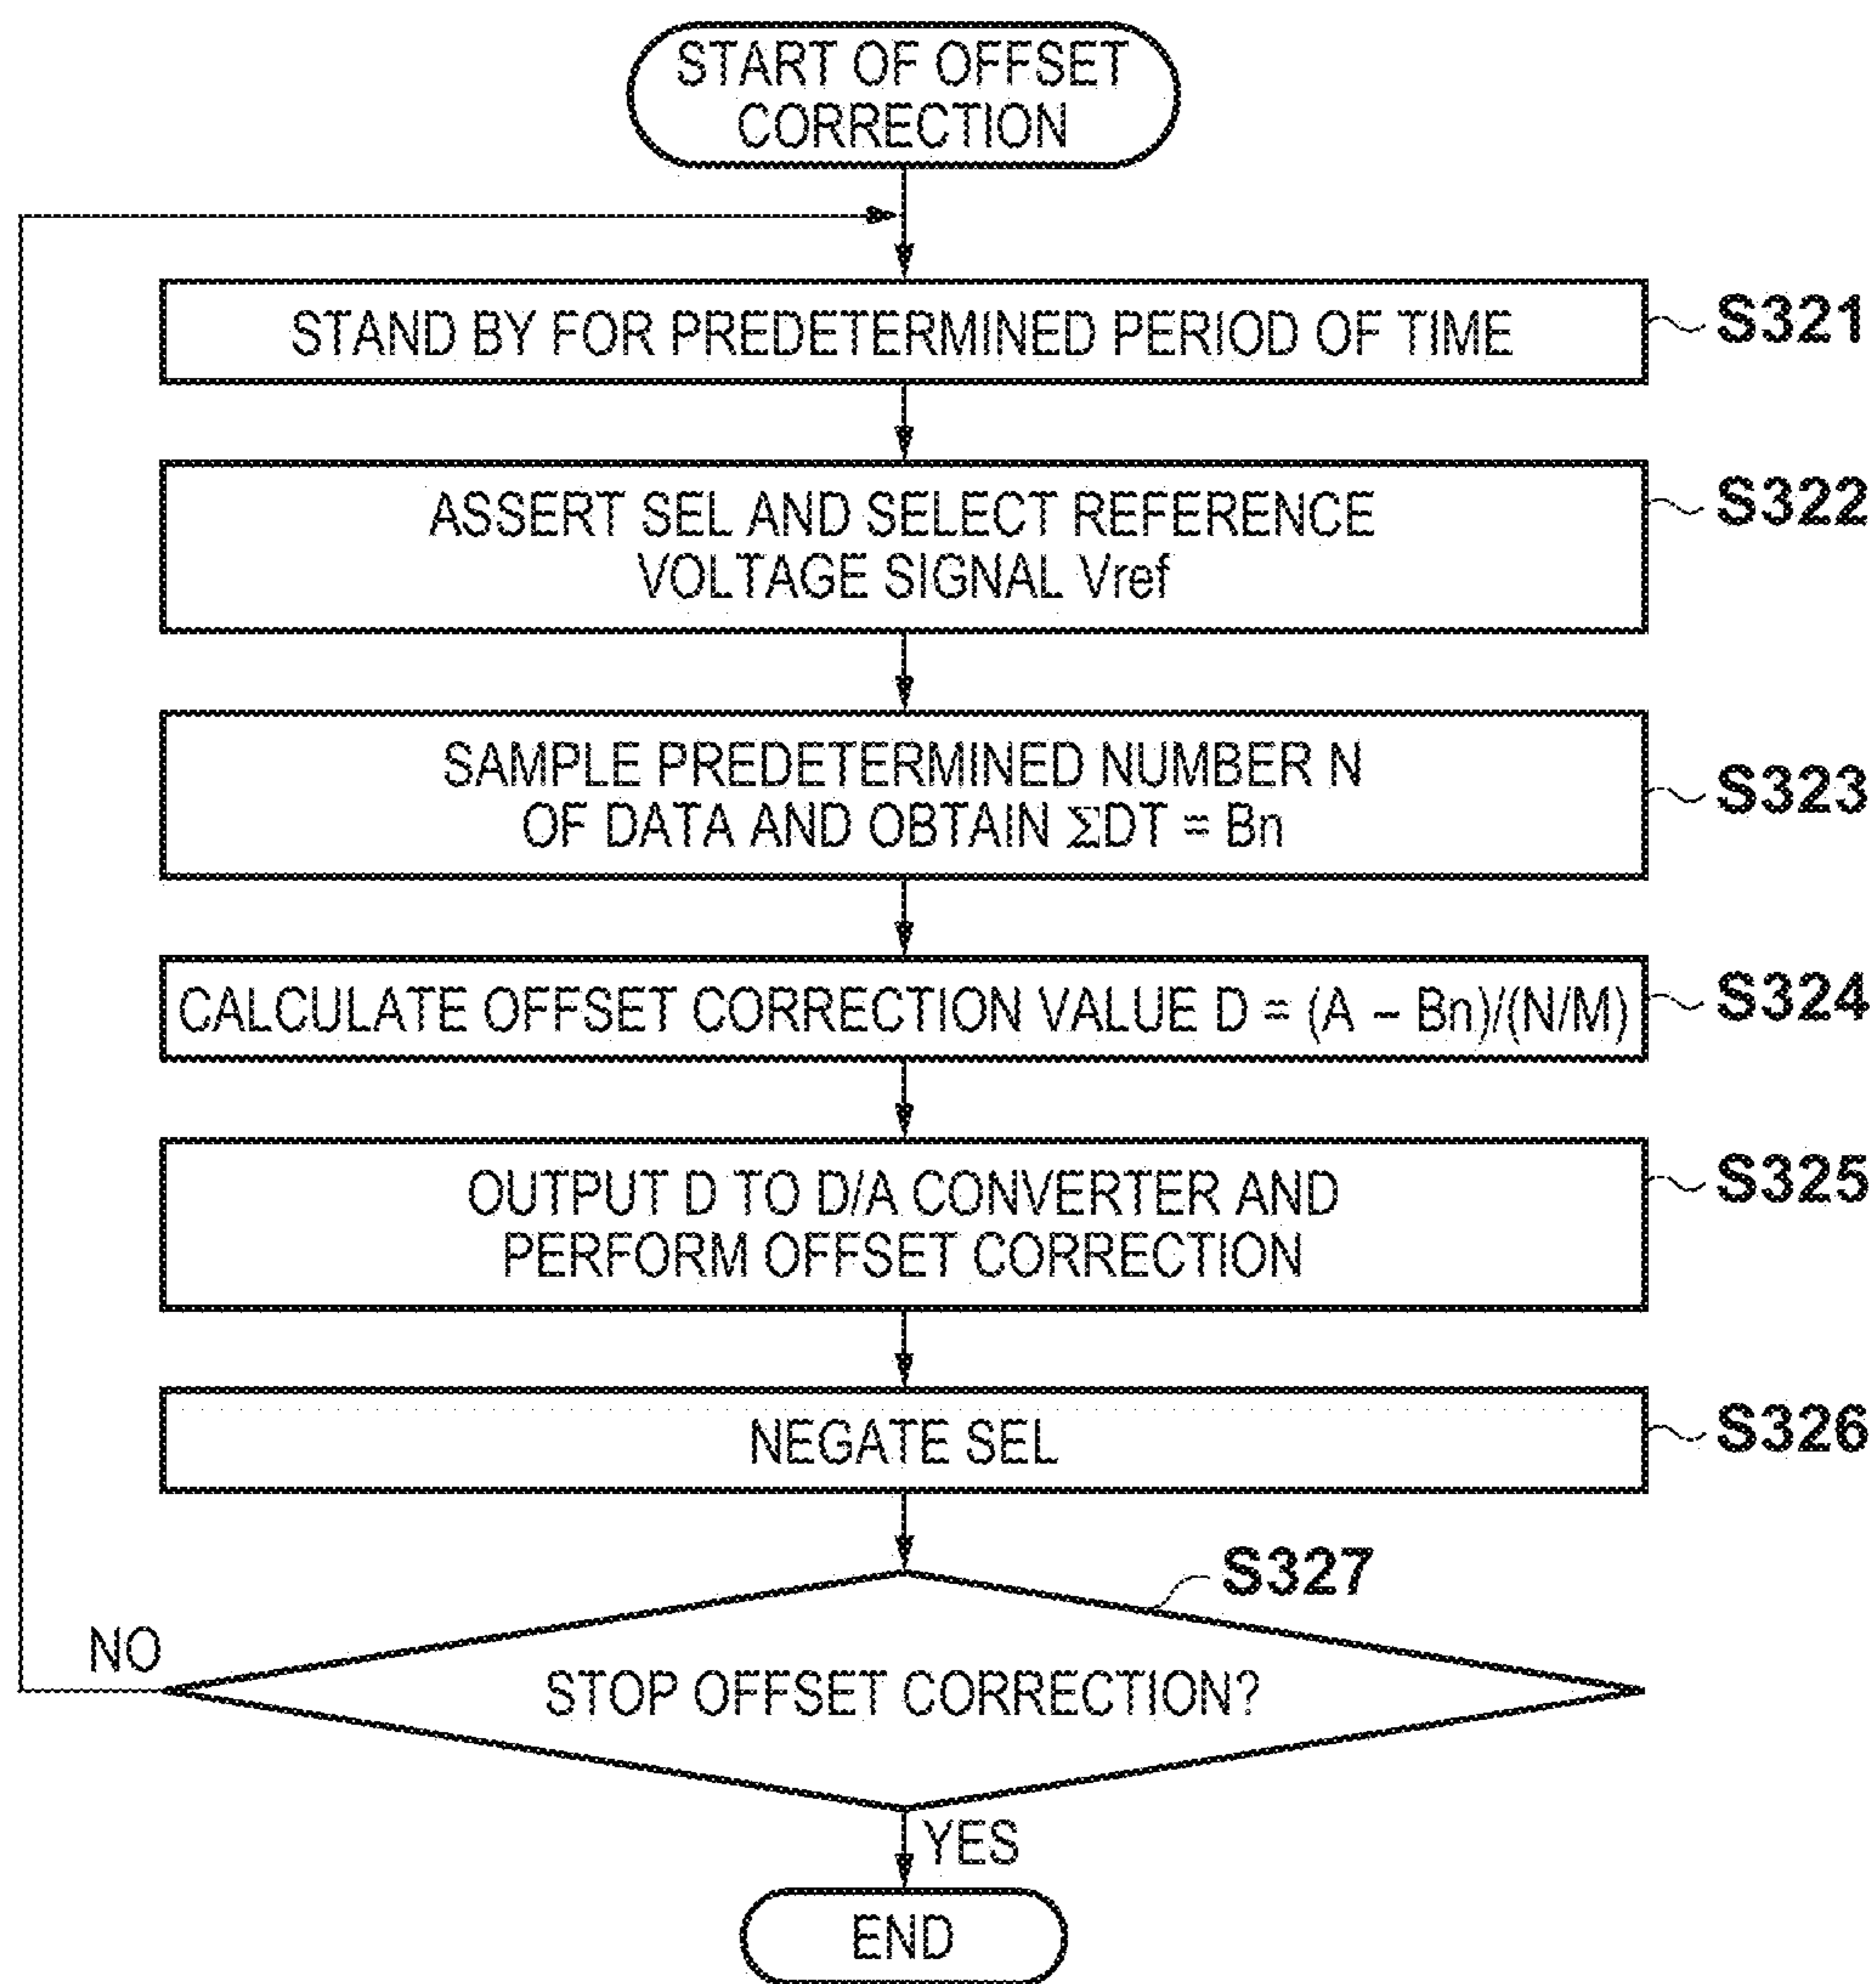 START OF OFFSET
CORRECTION
STAND BY FOR PREDETERMINED PERIOD OF TIME
S321
ASSERT SEL AND SELECT REFERENCE
VOLTAGE SIGNAL Vref
S322
SAMPLE PREDETERMINED NUMBER N
OF DATA AND OBTAIN ΣDT = Bn
S323
CALCULATE OFFSET CORRECTION VALUE D = (A – Bn)/(N/M)
S324
OUTPUT D TO D/A CONVERTER AND
PERFORM OFFSET CORRECTION
S325
NEGATE SEL
S326
S327
NO
STOP OFFSET CORRECTION?
YES
END